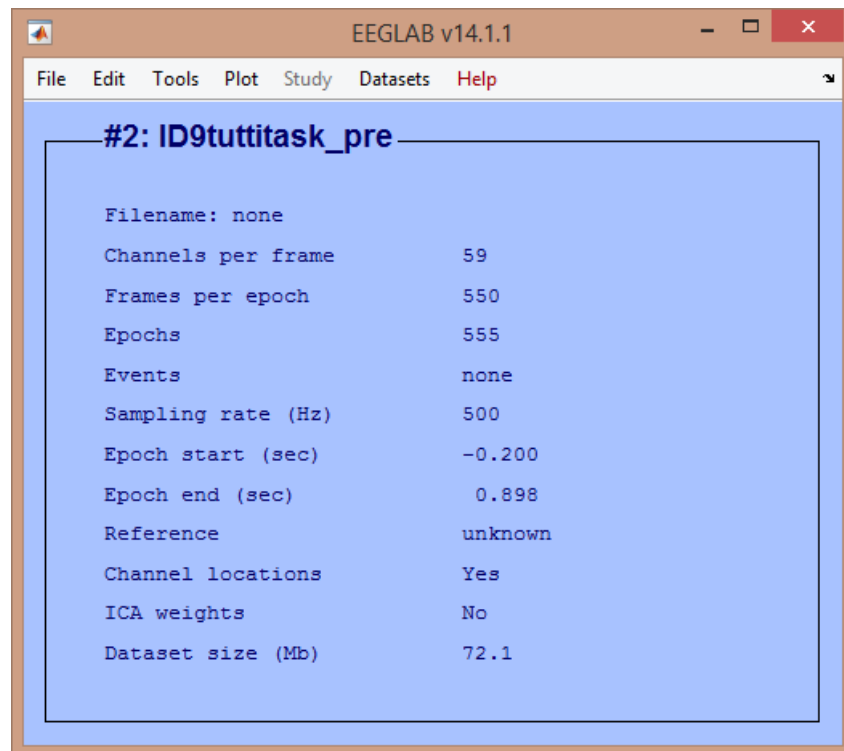 EEGLAB v14.1.1
File Edit Tools Plot Study Datasets Help
#2: ID9tuttitask_pre
Filename: none
Channels per frame 59
Frames per epoch 550
Epochs 555
Events none
Sampling rate (Hz) 500
Epoch start (sec) -0.200
Epoch end (sec) 0.898
Reference unknown
Channel locations Yes
ICA weights No
Dataset size (Mb) 72.1